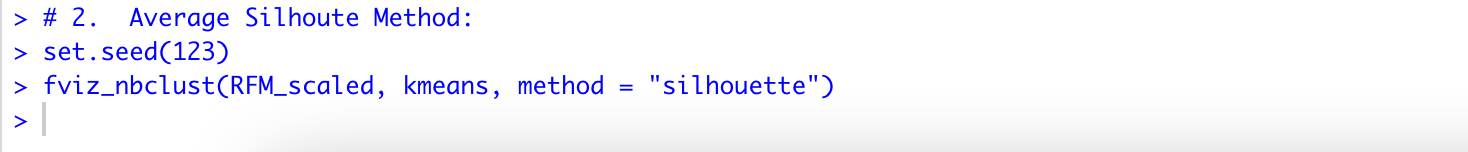 > # 2.  Average Silhoute Method:
> set.seed(123)
> fviz_nbclust(RFM_scaled, kmeans, method = "silhouette")
>